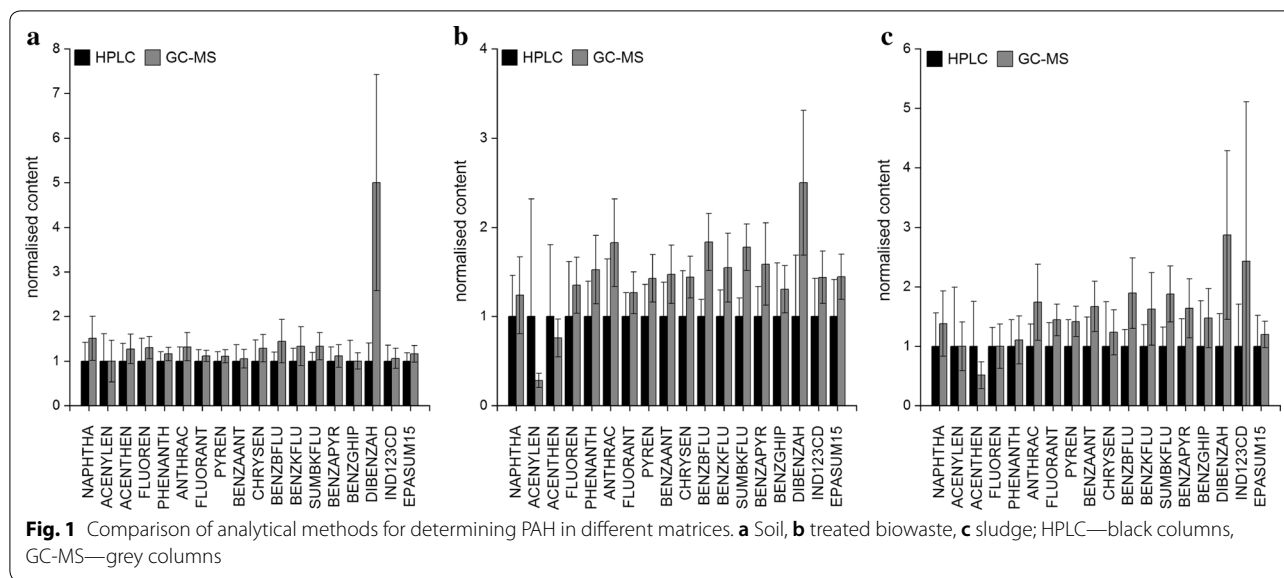 a
8
7
6
5
4
3
2
1
0
normalised content
HPLC GC-MS
NAPHTHA
ACENYLEN
ACENTHEN
FLUOREN
PHENANTH
ANTHRAC
FLUORANT
PYREN
BENZAANT
CHRYSEN
BENZBFLU
BENZKFLU
SUMBKFLU
BENZAPYR
BENZGHIP
DIBENZAH
IND123CD
EPASUM15
b
4
3
2
1
0
normalised content
HPLC GC-MS
NAPHTHA
ACENYLEN
ACENTHEN
FLUOREN
PHENANTH
ANTHRAC
FLUORANT
PYREN
BENZAANT
CHRYSEN
BENZBFLU
BENZKFLU
SUMBKFLU
BENZAPYR
BENZGHIP
DIBENZAH
IND123CD
EPASUM15
c
6
5
4
3
2
1
0
normalised content
HPLC GC-MS
NAPHTHA
ACENYLEN
ACENTHEN
FLUOREN
PHENANTH
ANTHRAC
FLUORANT
PYREN
BENZAANT
CHRYSEN
BENZBFLU
BENZKFLU
SUMBKFLU
BENZAPYR
BENZGHIP
DIBENZAH
IND123CD
EPASUM15
Fig. 1 Comparison of analytical methods for determining PAH in different matrices. a Soil, b treated biowaste, c sludge; HPLC—black columns,
GC-MS—grey columns